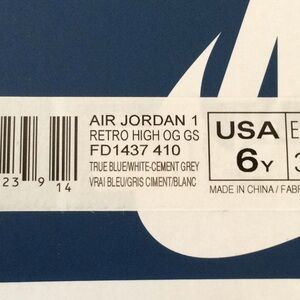 AIR JORDAN 1
RETRO HIGH OG GS
FD1437 410
TRUE BLUE/WHITE-CEMENT GREY
VRAI BLEU/GRIS CIMENT/BLANC
USA
6Y
MADE IN CHINA / FABR
23 9 14